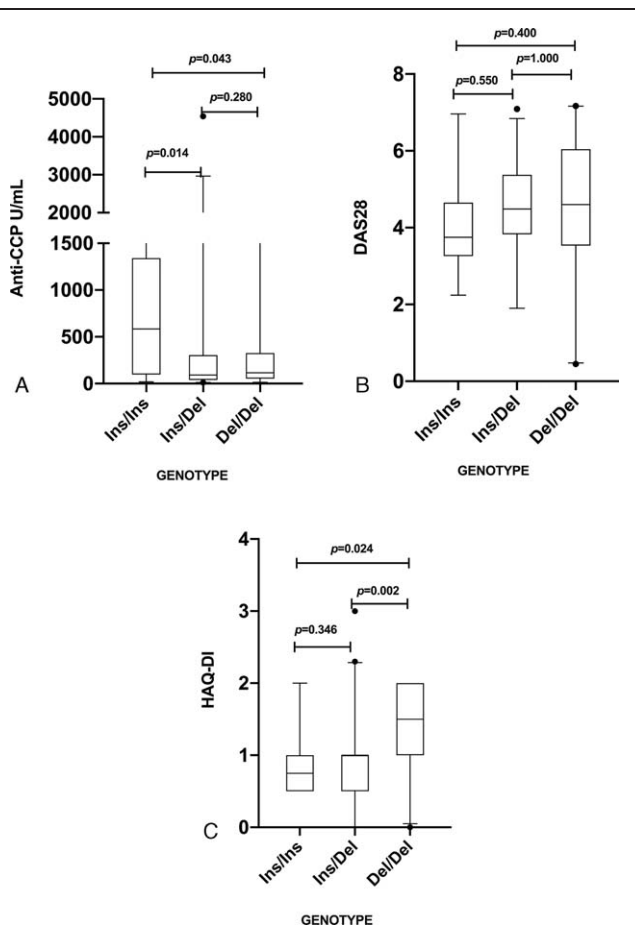 p=0.043
p=0.280
p=0.014
5000
4000
3000
2000
1500
1000
500
0
Anti-CCP U/mL
A
Ins/Ins
Ins/Del
Del/Del
GENOTYPE
p=0.400
p=1.000
p=0.550
8
6
4
2
0
DAS28
B
Ins/Ins
Ins/Del
Del/Del
GENOTYPE
p=0.024
p=0.002
p=0.346
4
3
2
1
0
HAQ-DI
C
Ins/Ins
Ins/Del
Del/Del
GENOTYPE